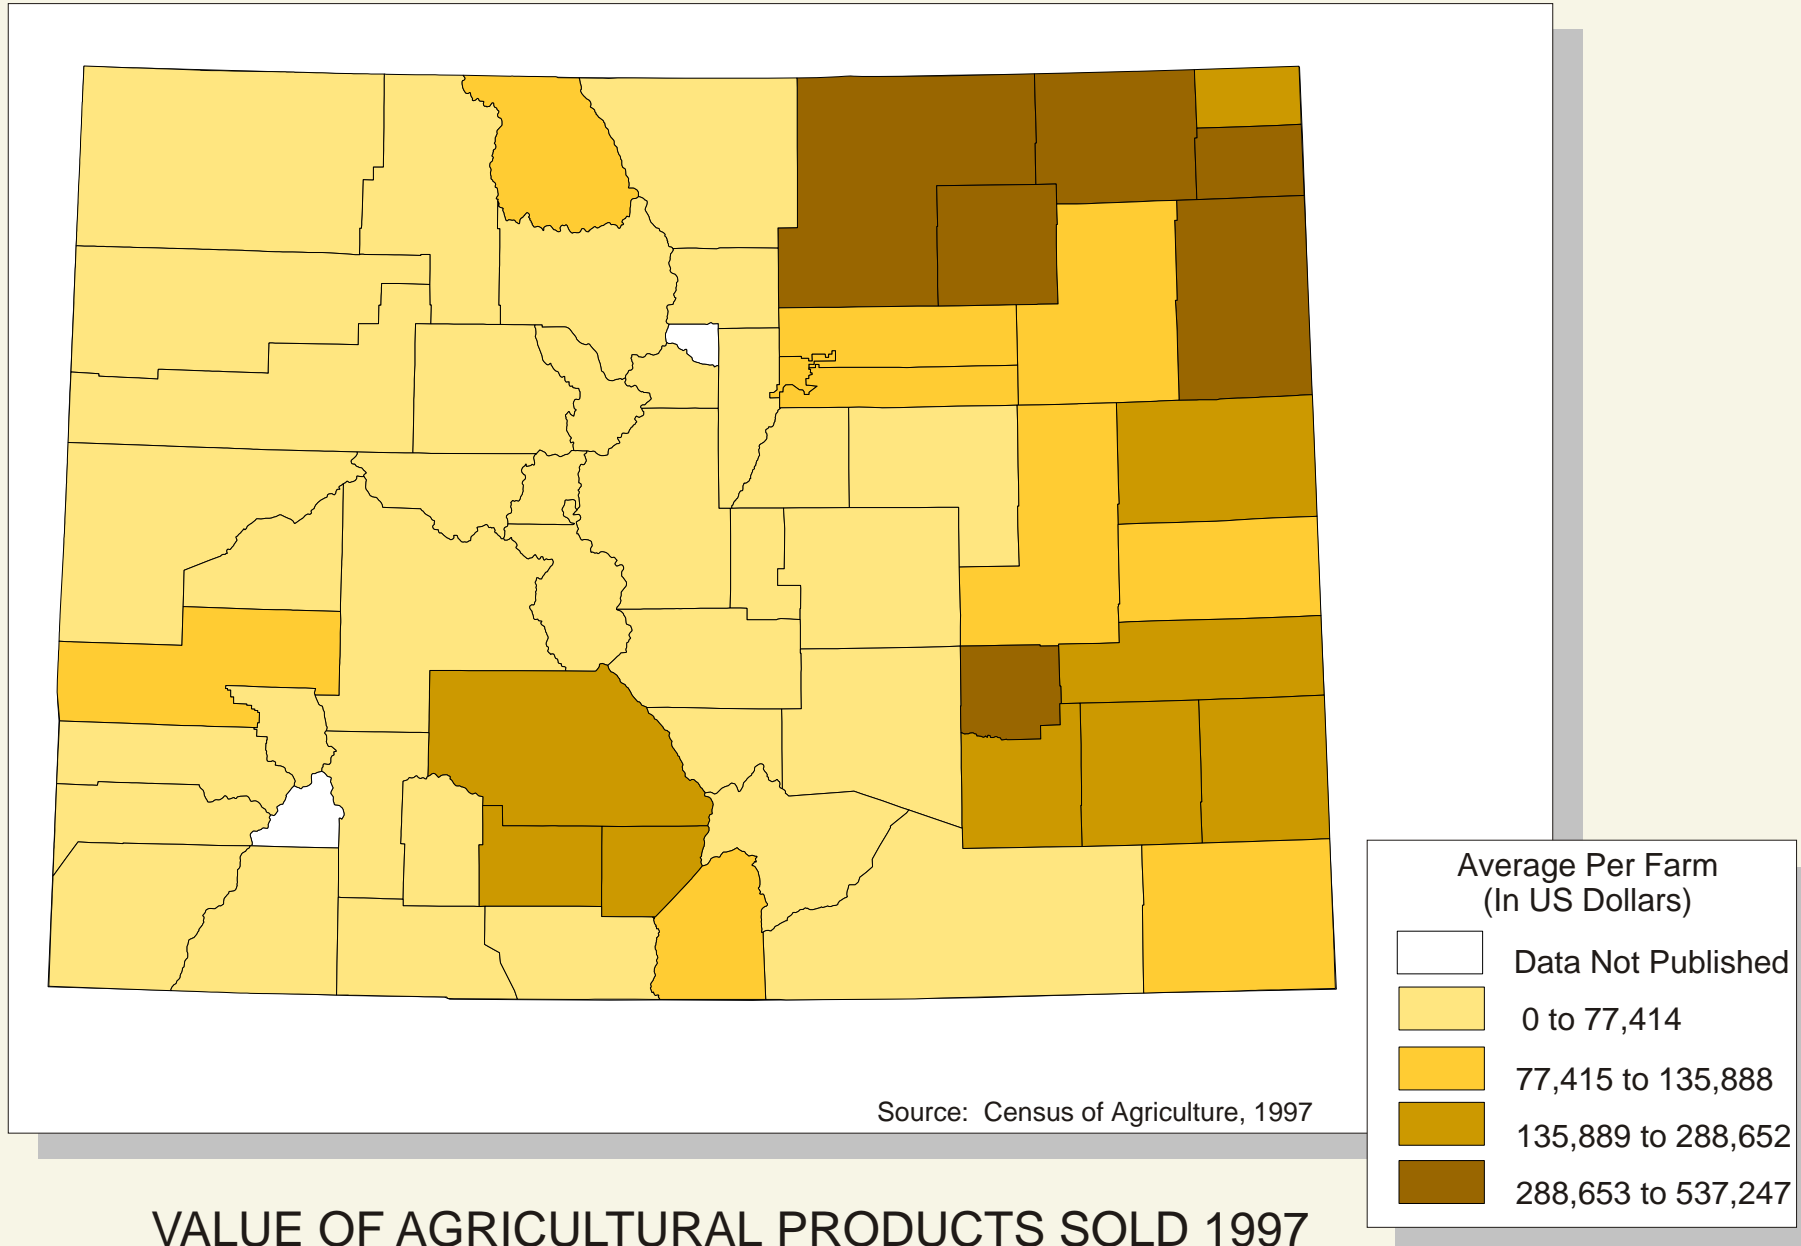 Average Per Farm
(In US Dollars)
Data Not Published
0 to 77,414
77,415 to 135,888
135,889 to 288,652
288,653 to 537,247
Source: Census of Agriculture, 1997
VALUE OF AGRICULTURAL PRODUCTS SOLD 1997